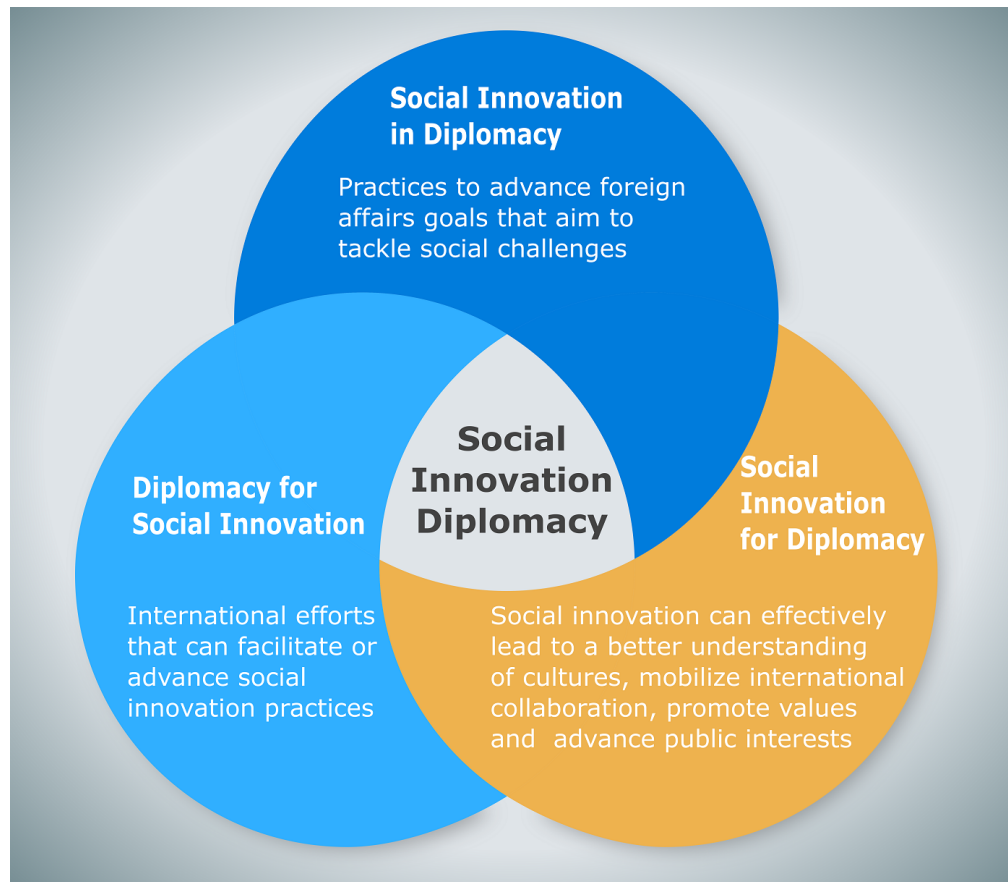 Social Innovation
in Diplomacy
Practices to advance foreign
affairs goals that aim to
tackle social challenges
Social
Innovation
Diplomacy
Diplomacy for
Social Innovation
International efforts
that can facilitate or
advance social
innovation practices
Social
Innovation
for Diplomacy
Social innovation can effectively
lead to a better understanding
of cultures, mobilize international
collaboration, promote values
and  advance public interests